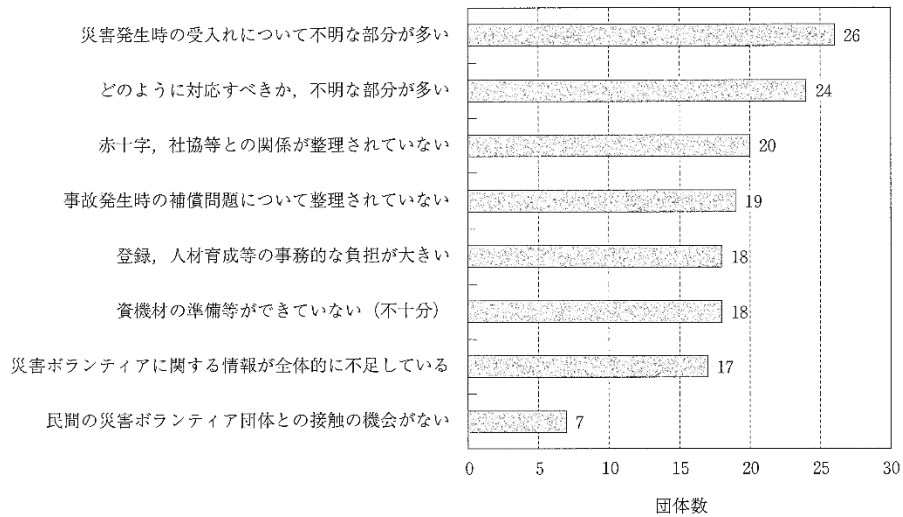 災害発生時の受入れについて不明な部分が多い 26
どのように対応すべきか，不明な部分が多い 24
赤十字，社協等との関係が整理されていない 20
事故発生時の補償問題について整理されていない 19
登録，人材育成等の事務的な負担が大きい 18
資機材の準備等ができていない（不十分） 18
災害ボランティアに関する情報が全体的に不足している 17
民間の災害ボランティア団体との接触の機会がない 7
0 5 10 15 20 25 30
団体数